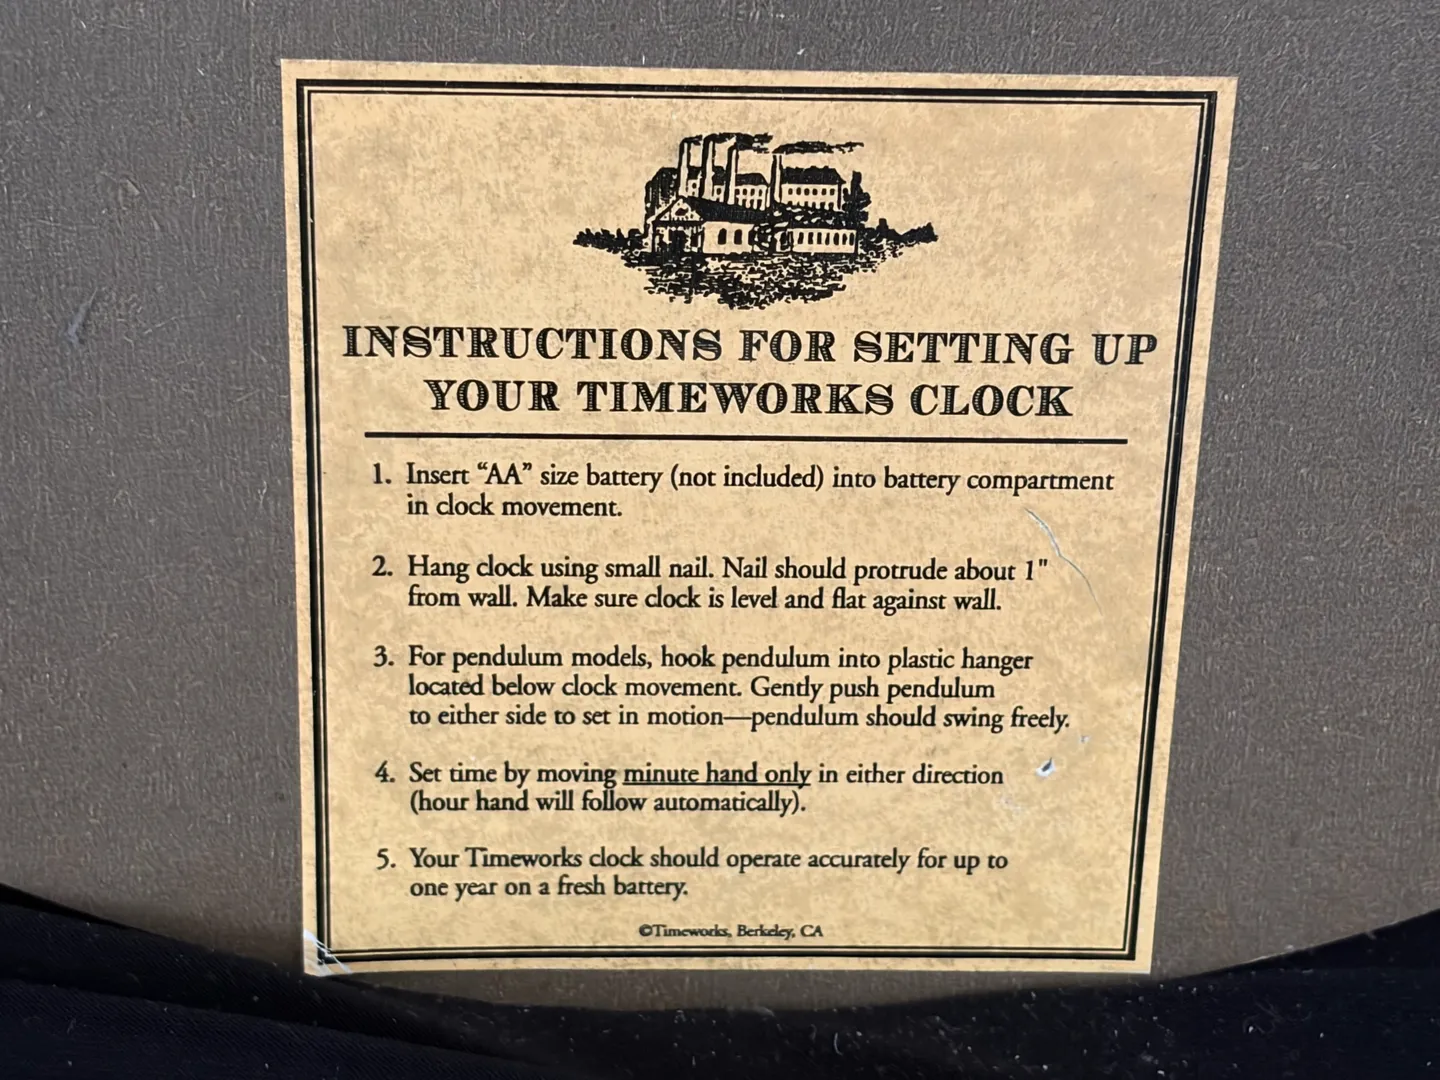 INSTRUCTIONS FOR SETTING UP
YOUR TIMEWORKS CLOCK
1. Insert “AA” size battery (not included) into battery compartment
in clock movement.
2. Hang clock using small nail. Nail should protrude about 1"
from wall. Make sure clock is level and flat against wall.
3. For pendulum models, hook pendulum into plastic hanger
located below clock movement. Gently push pendulum
to either side to set in motion—pendulum should swing freely.
4. Set time by moving minute hand only in either direction
(hour hand will follow automatically).
5. Your Timeworks clock should operate accurately for up to
one year on a fresh battery.
©Timeworks, Berkeley, CA